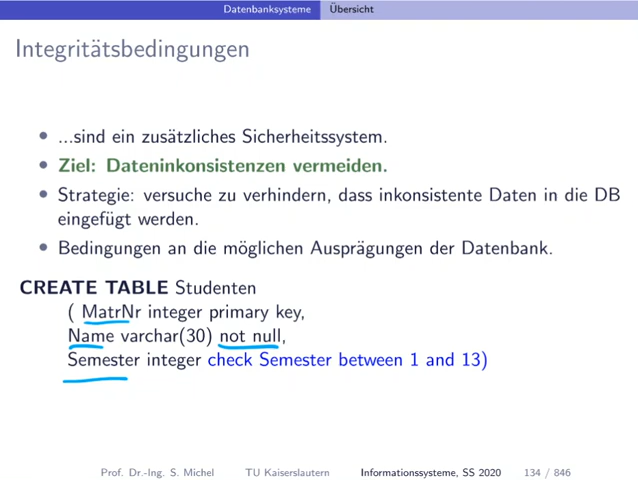 Datenbanksysteme Übersicht
Integritätsbedingungen
• ...sind ein zusätzliches Sicherheitssystem.
• Ziel: Dateninkonsistenzen vermeiden.
• Strategie: versuche zu verhindern, dass inkonsistente Daten in die DB
eingefügt werden.
• Bedingungen an die möglichen Ausprägungen der Datenbank.
CREATE TABLE Studenten
( MatrNr integer primary key,
Name varchar(30) not null,
Semester integer check Semester between 1 and 13)
Prof. Dr.-Ing. S. Michel TU Kaiserslautern Informationssysteme, SS 2020 134 / 846